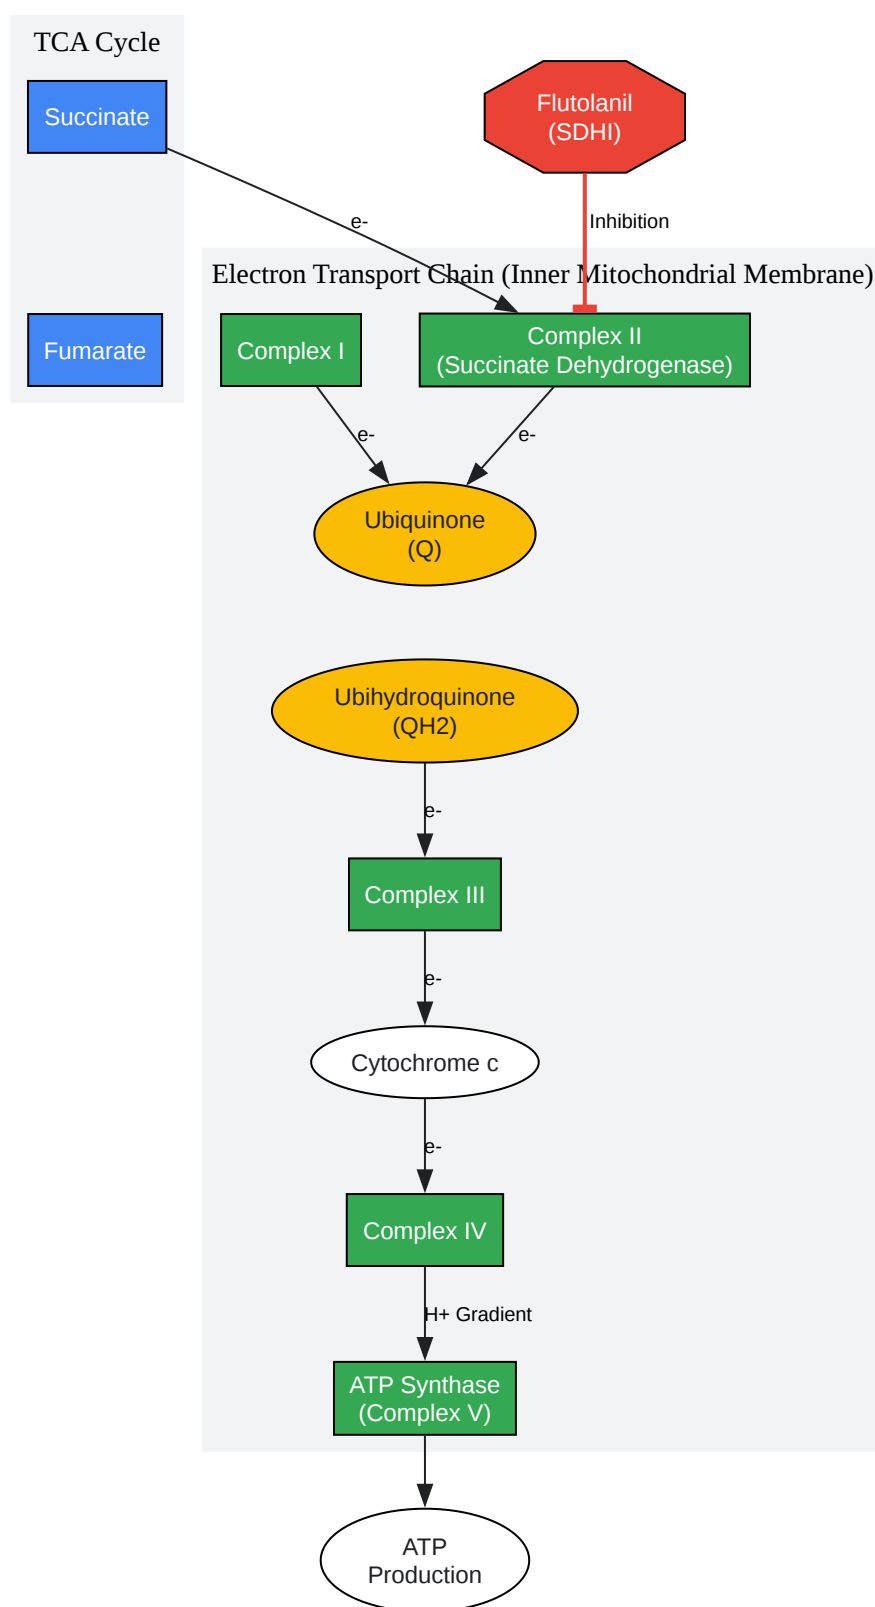 TCA Cycle
Succinate
Flutolanil
(SDHI)
e-
Inhibition
Electron Transport Chain (Inner Mitochondrial Membrane)
Fumarate
Complex I
Complex II
(Succinate Dehydrogenase)
e-
e-
Ubiquinone
(Q)
Ubihydroquinone
(QH2)
e-
Complex III
e-
Cytochrome c
e-
Complex IV
H+ Gradient
ATP Synthase
(Complex V)
ATP
Production